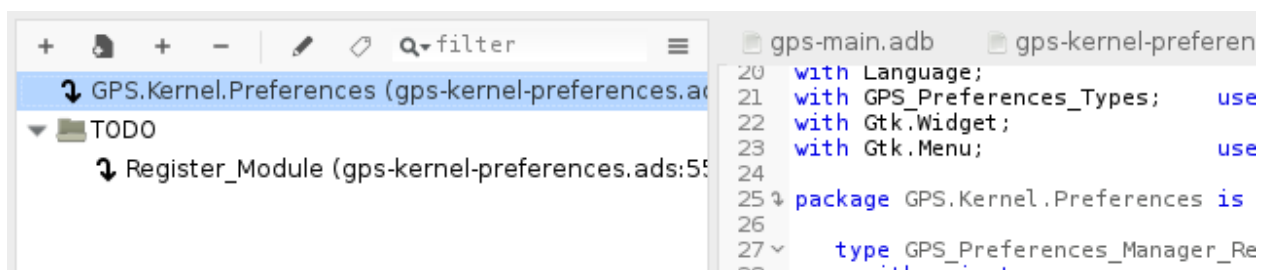 filter
GPS.Kernel.Preferences (gps-kernel-preferences.a
TODO
Register_Module (gps-kernel-preferences.ads:5
gps-main.adb gps-kernel-preferen
20 with Language;
21 with GPS_Preferences_Types; use
22 with Gtk.Widget;
23 with Gtk.Menu; use
24
25 package GPS.Kernel.Preferences is
26
27 type GPS_Preferences_Manager_Re